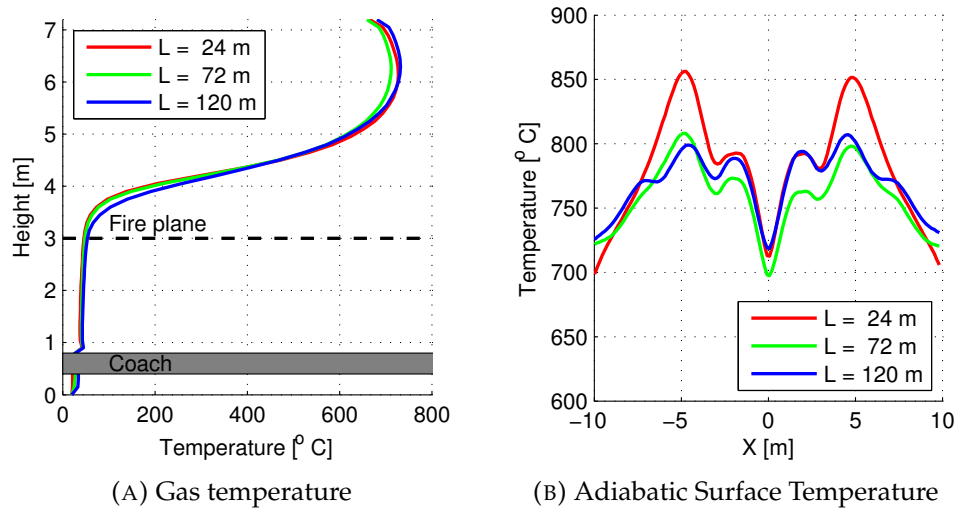 7
6
5
4
3
2
1
0
Height [m]
L = 24 m
L = 72 m
L = 120 m
Fire plane
Coach
0 200 400 600 800
Temperature [º C]
(A) Gas temperature
900
850
800
750
700
650
600
Temperature [º C]
L = 24 m
L = 72 m
L = 120 m
−10 −5 0 5 10
X [m]
(B) Adiabatic Surface Temperature